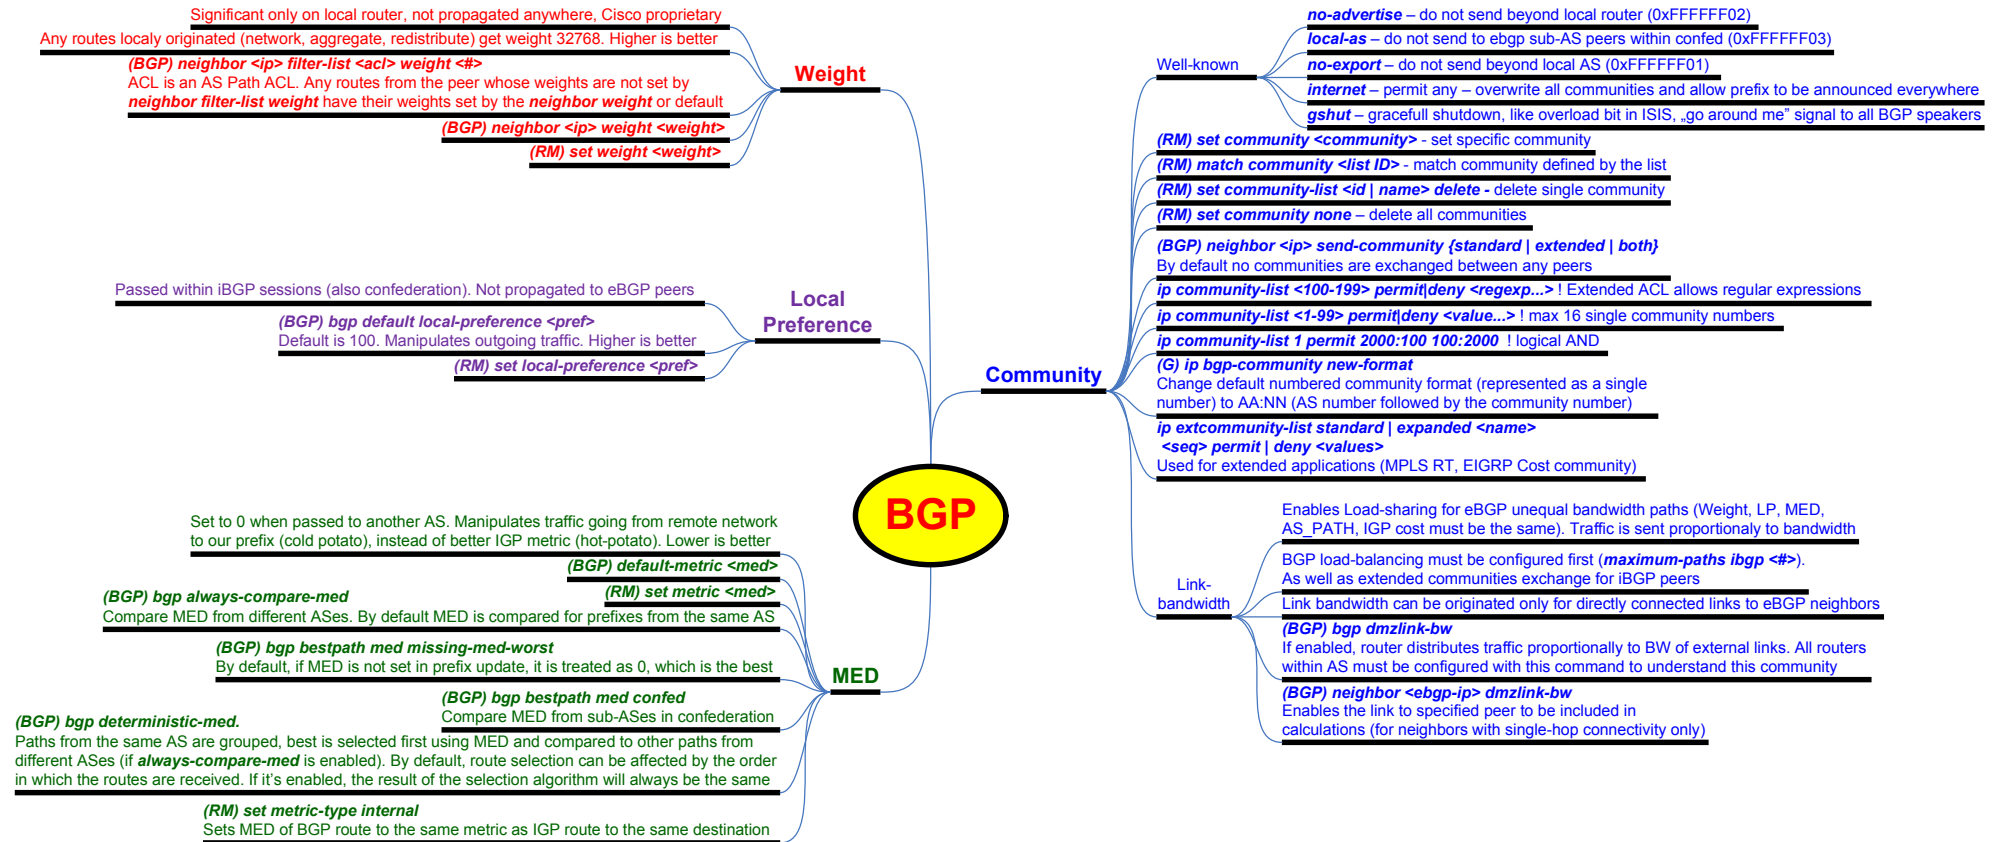 Significant only on local router, not propagated anywhere, Cisco proprietary
Any routes localy originated (network, aggregate, redistribute) get weight 32768. Higher is better
(BGP) neighbor <ip> filter-list <acl> weight <#>
ACL is an AS Path ACL. Any routes from the peer whose weights are not set by
neighbor filter-list weight have their weights set by the neighbor weight or default
(BGP) neighbor <ip> weight <weight>
(RM) set weight <weight>
Weight
Passed within iBGP sessions (also confederation). Not propagated to eBGP peers
(BGP) bgp default local-preference <pref>
Default is 100. Manipulates outgoing traffic. Higher is better
(RM) set local-preference <pref>
Local
Preference
Set to 0 when passed to another AS. Manipulates traffic going from remote network
to our prefix (cold potato), instead of better IGP metric (hot-potato). Lower is better
(BGP) default-metric <med>
(RM) set metric <med>
(BGP) bgp always-compare-med
Compare MED from different ASes. By default MED is compared for prefixes from the same AS
(BGP) bgp bestpath med missing-med-worst
By default, if MED is not set in prefix update, it is treated as 0, which is the best
(BGP) bgp bestpath med confed
Compare MED from sub-ASes in confederation
(BGP) bgp deterministic-med.
Paths from the same AS are grouped, best is selected first using MED and compared to other paths from
different ASes (if always-compare-med is enabled). By default, route selection can be affected by the order
in which the routes are received. If it's enabled, the result of the selection algorithm will always be the same
(RM) set metric-type internal
Sets MED of BGP route to the same metric as IGP route to the same destination
MED
BGP
Community
Well-known
no-advertise – do not send beyond local router (0xFFFFFF02)
local-as – do not send to ebgp sub-AS peers within confed (0xFFFFFF03)
no-export – do not send beyond local AS (0xFFFFFF01)
internet – permit any – overwrite all communities and allow prefix to be announced everywhere
gshut – gracefull shutdown, like overload bit in ISIS, „go around me" signal to all BGP speakers
(RM) set community <community> - set specific community
(RM) match community <list ID> - match community defined by the list
(RM) set community-list <id | name> delete - delete single community
(RM) set community none – delete all communities
(BGP) neighbor <ip> send-community {standard | extended | both}
By default no communities are exchanged between any peers
ip community-list <100-199> permit|deny <regexp...> ! Extended ACL allows regular expressions
ip community-list <1-99> permit|deny <value...> ! max 16 single community numbers
ip community-list 1 permit 2000:100 100:2000 ! logical AND
(G) ip bgp-community new-format
Change default numbered community format (represented as a single
number) to AA:NN (AS number followed by the community number)
ip extcommunity-list standard | expanded <name>
<seq> permit | deny <values>
Used for extended applications (MPLS RT, EIGRP Cost community)
Link-
bandwidth
Enables Load-sharing for eBGP unequal bandwidth paths (Weight, LP, MED,
AS_PATH, IGP cost must be the same). Traffic is sent proportionaly to bandwidth
BGP load-balancing must be configured first (maximum-paths ibgp <#>).
As well as extended communities exchange for iBGP peers
Link bandwidth can be originated only for directly connected links to eBGP neighbors
(BGP) bgp dmzlink-bw
If enabled, router distributes traffic proportionally to BW of external links. All routers
within AS must be configured with this command to understand this community
(BGP) neighbor <ebgp-ip> dmzlink-bw
Enables the link to specified peer to be included in
calculations (for neighbors with single-hop connectivity only)